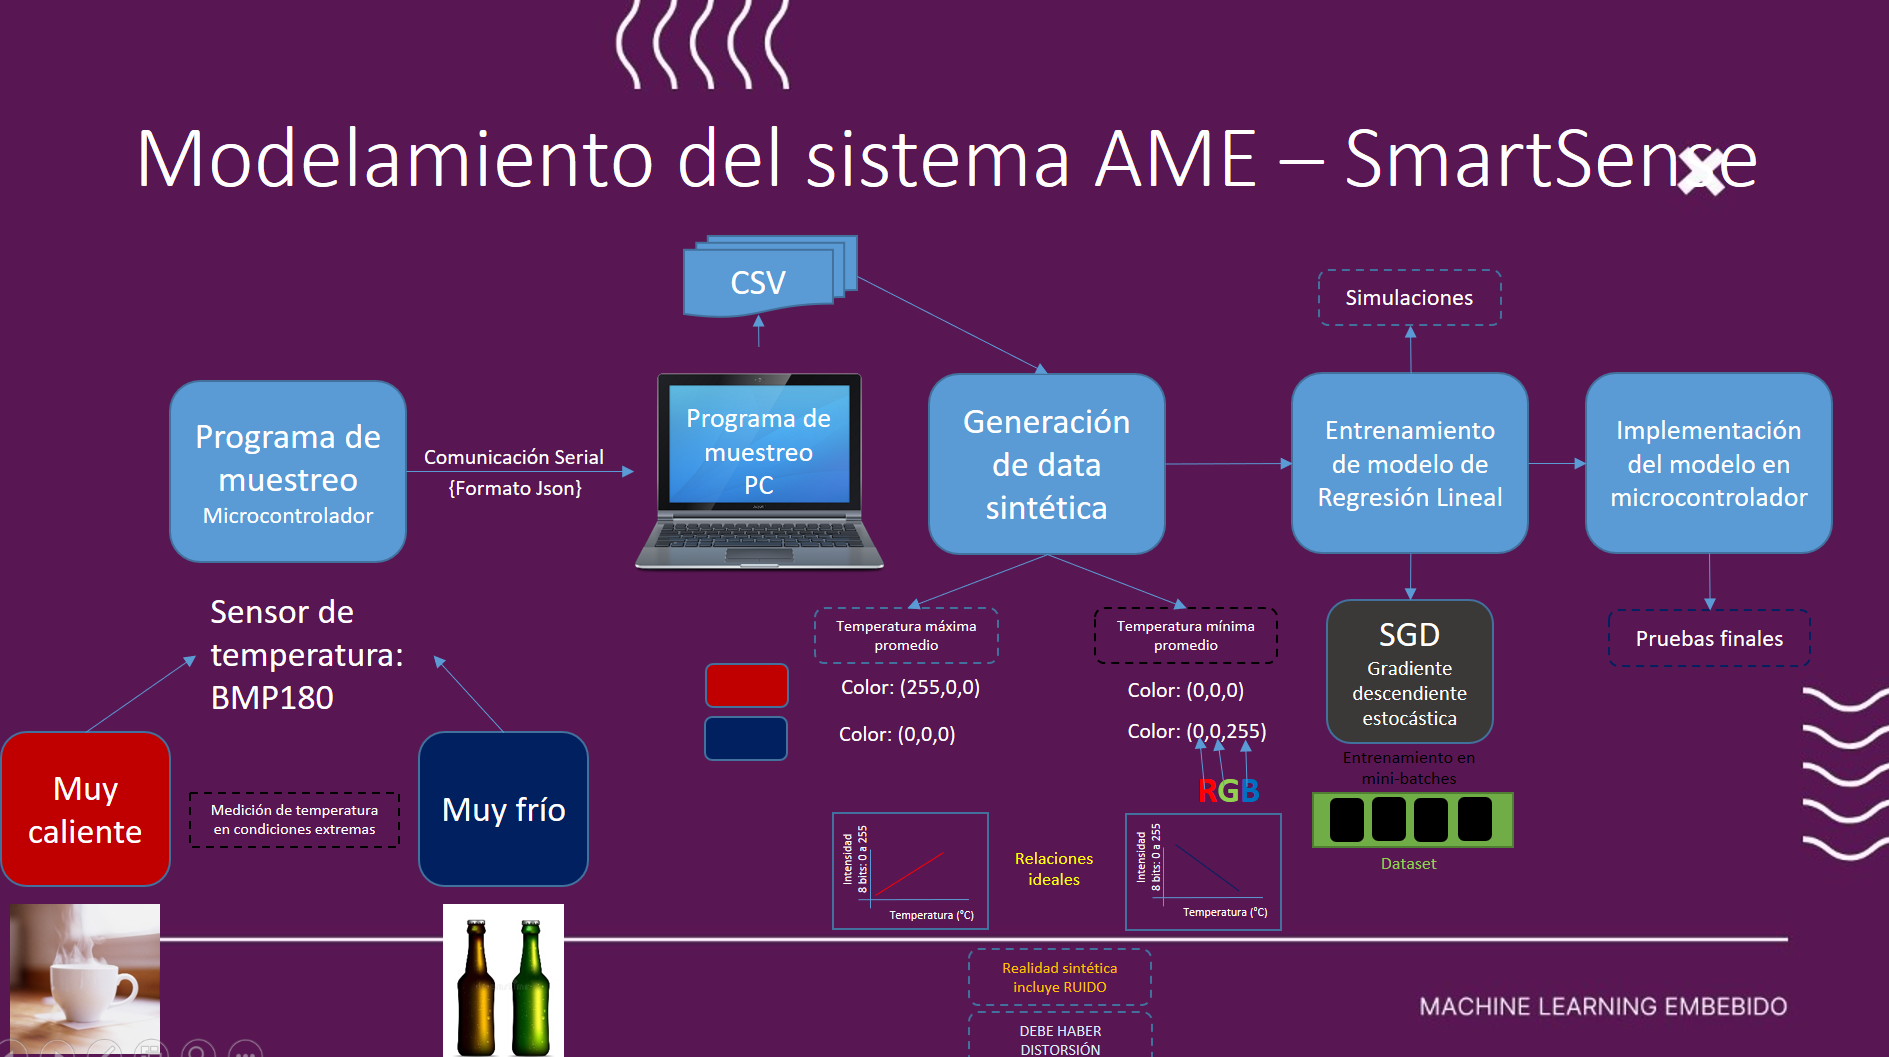 Modelamiento del sistema AME – SmartSense
CSV
Simulaciones
Programa de
muestreo
Microcontrolador
Comunicación Serial
{Formato Json}
Programa de
muestreo
PC
Generación
de data
sintética
Entrenamiento
de modelo de
Regresión Lineal
Implementación
del modelo en
microcontrolador
Sensor de
temperatura:
BMP180
Muy
caliente
Medición de temperatura
en condiciones extremas
Muy frío
Temperatura máxima
promedio
Color: (255,0,0)
Color: (0,0,0)
Temperatura mínima
promedio
Color: (0,0,0)
Color: (0,0,255)
RGB
SGD
Gradiente
descendiente
estocástica
Entrenamiento en
mini-batches
Dataset
Pruebas finales
Intensidad
8 bits: 0 a 255
Temperatura (°C)
Relaciones
ideales
Intensidad
8 bits: 0 a 255
Temperatura (°C)
Realidad sintética
incluye RUIDO
DEBE HABER
DISTORSIÓN
MACHINE LEARNING EMBEBIDO